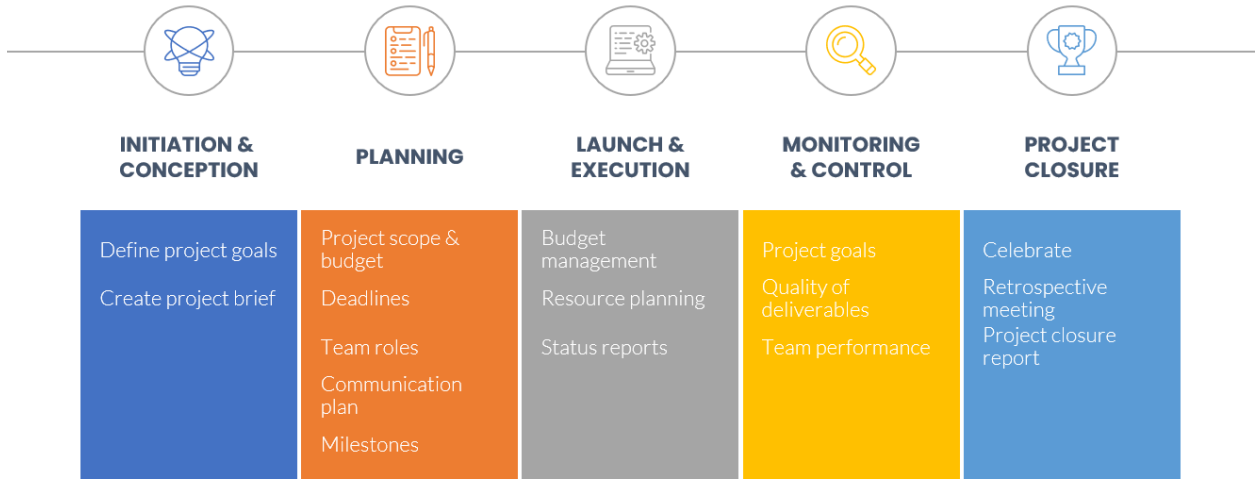 INITIATION &
CONCEPTION
PLANNING
LAUNCH &
EXECUTION
MONITORING
& CONTROL
PROJECT
CLOSURE
Define project goals
Create project brief
Project scope &
budget
Deadlines
Team roles
Communication
plan
Milestones
Budget
management
Resource planning
Status reports
Project goals
Quality of
deliverables
Team performance
Celebrate
Retrospective
meeting
Project closure
report